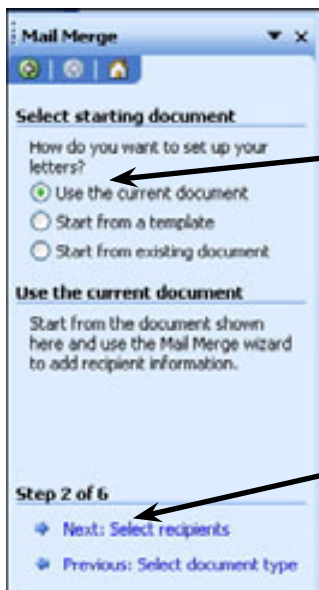 Mail Merge
Select starting document
How do you want to set up your
letters?
Use the current document
Start from a template
Start from existing document
Use the current document
Start from the document shown
here and use the Mail Merge wizard
to add recipient information.
Step 2 of 6
Next: Select recipients
Previous: Select document type